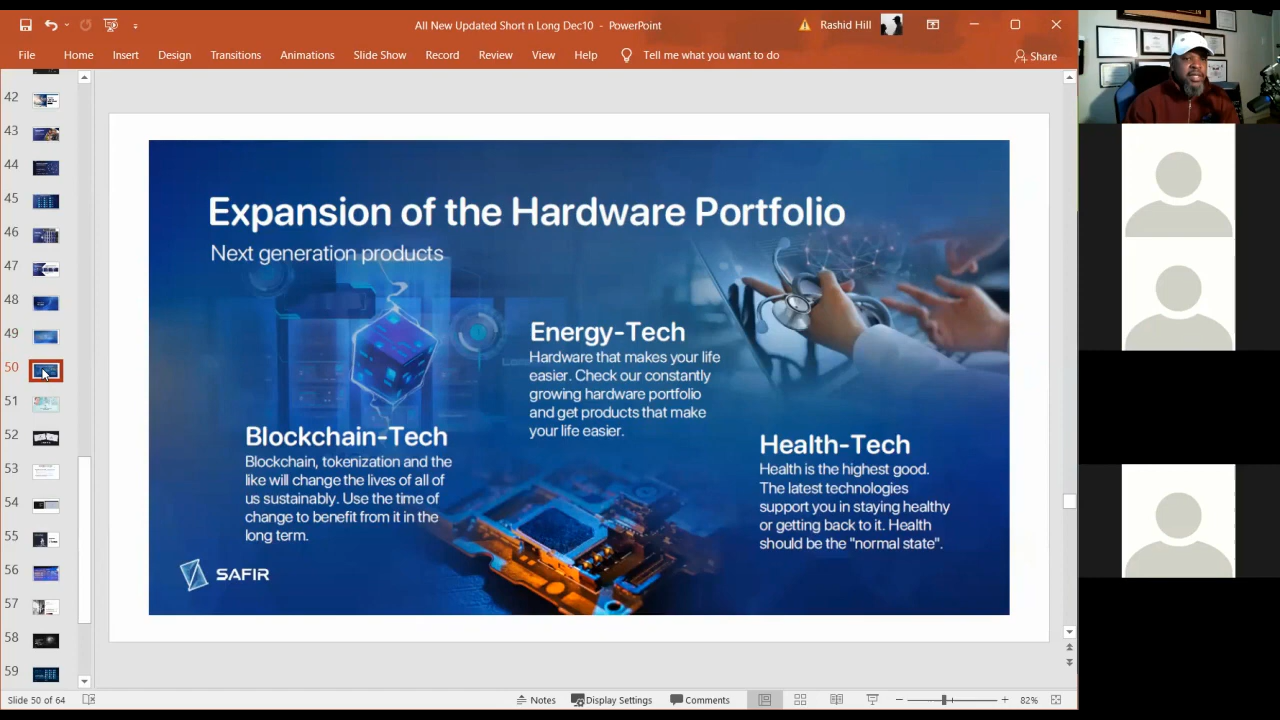 All New Updated Short n Long Dec10 - PowerPoint
Rashid Hill
File Home Insert Design Transitions Animations Slide Show Record Review View Help Tell me what you want to do Share
42
43
44
45
46
47
48
49
50
51
52
53
54
55
56
57
58
59
Expansion of the Hardware Portfolio
Next generation products
Energy-Tech
Hardware that makes your life
easier. Check our constantly
growing hardware portfolio
and get products that make
your life easier.
Blockchain-Tech
Blockchain, tokenization and the
like will change the lives of all of
us sustainably. Use the time of
change to benefit from it in the
long term.
Health-Tech
Health is the highest good.
The latest technologies
support you in staying healthy
or getting back to it. Health
should be the "normal state".
SAFIR
Slide 50 of 64 Notes Display Settings Comments 82%